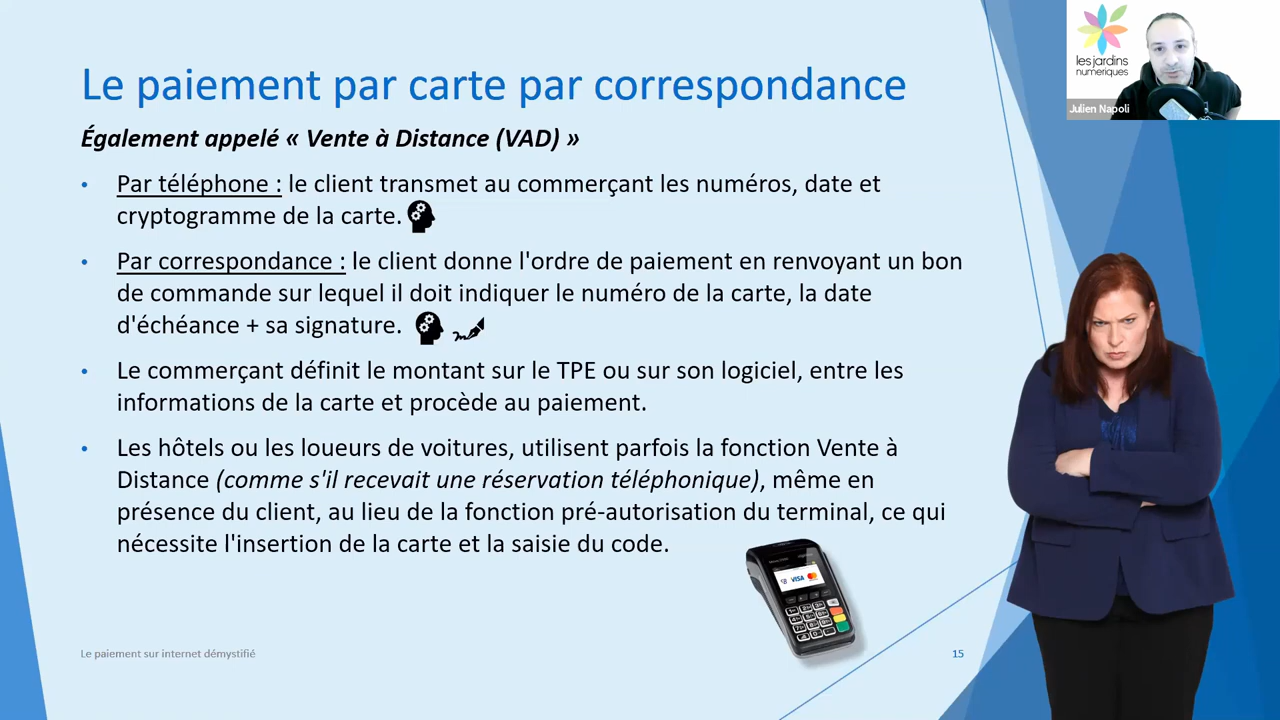 Le paiement par carte par correspondance
Également appelé « Vente à Distance (VAD) »
• Par téléphone : le client transmet au commerçant les numéros, date et
cryptogramme de la carte.
• Par correspondance : le client donne l'ordre de paiement en renvoyant un bon
de commande sur lequel il doit indiquer le numéro de la carte, la date
d'échéance + sa signature.
• Le commerçant définit le montant sur le TPE ou sur son logiciel, entre les
informations de la carte et procède au paiement.
• Les hôtels ou les loueurs de voitures, utilisent parfois la fonction Vente à
Distance (comme s'il recevait une réservation téléphonique), même en
présence du client, au lieu de la fonction pré-autorisation du terminal, ce qui
nécessite l'insertion de la carte et la saisie du code.
VISA
Le paiement sur internet démystifié
15
les jardins
numeriques
Julien Napoli